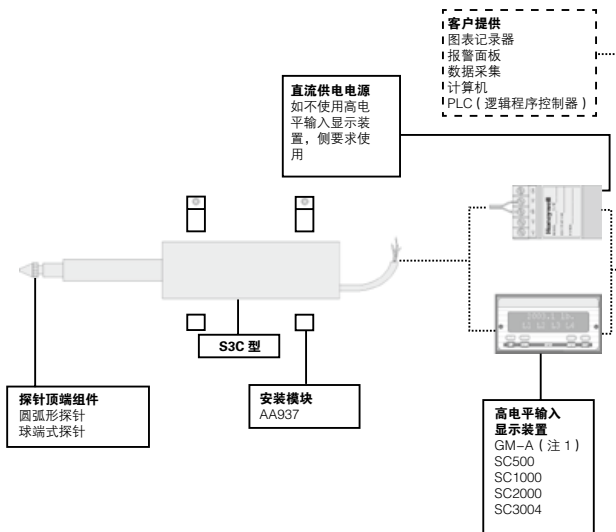 客户提供
图表记录器
报警面板
数据采集
计算机
PLC（逻辑程序控制器）
直流供电电源
如不使用高电
平输入显示装
置，侧要求使
用
Honeywell
S3C 型
探针顶端组件
圆弧形探针
球端式探针
安装模块
AA937
高电平输入
显示装置
GM-A（注 1）
SC500
SC1000
SC2000
SC3004